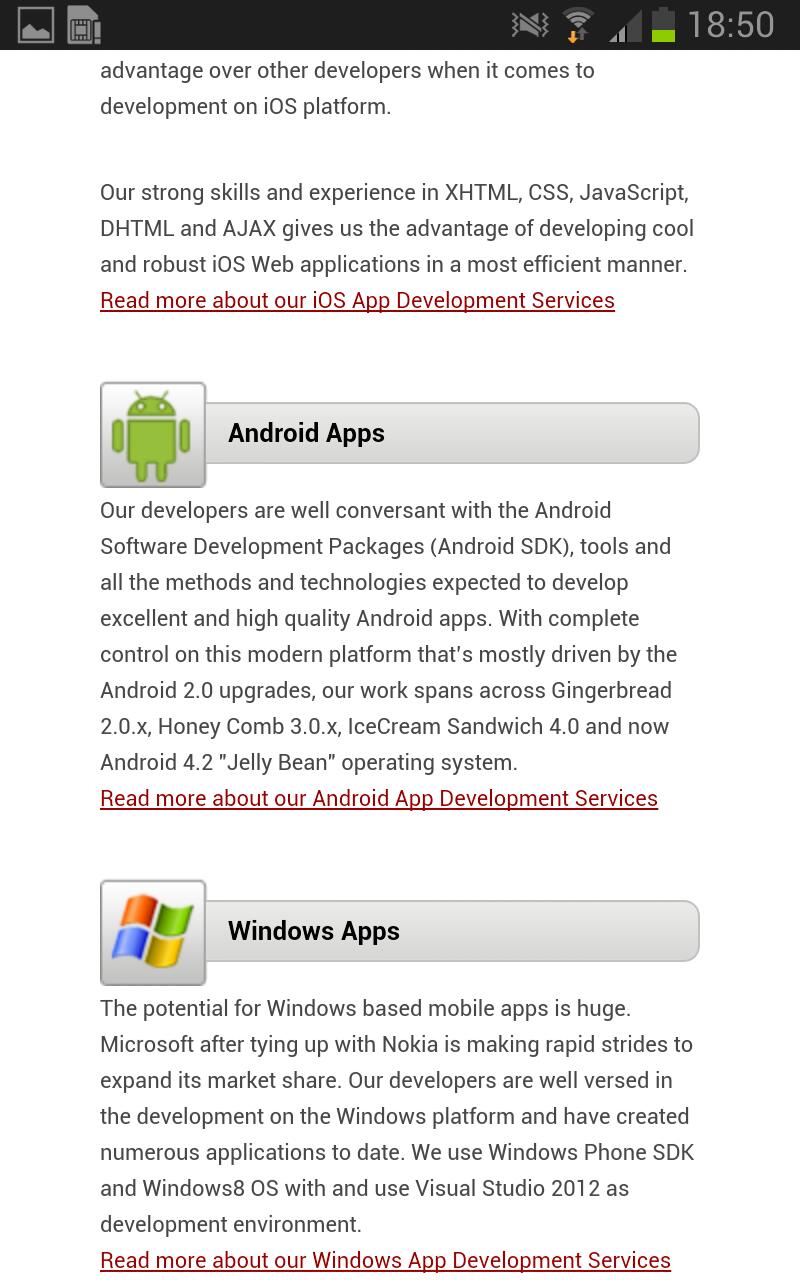 18:50
advantage over other developers when it comes to
development on iOS platform.
Our strong skills and experience in XHTML, CSS, JavaScript,
DHTML and AJAX gives us the advantage of developing cool
and robust iOS Web applications in a most efficient manner.
Read more about our iOS App Development Services
Android Apps
Our developers are well conversant with the Android
Software Development Packages (Android SDK), tools and
all the methods and technologies expected to develop
excellent and high quality Android apps. With complete
control on this modern platform that's mostly driven by the
Android 2.0 upgrades, our work spans across Gingerbread
2.0.x, Honey Comb 3.0.x, IceCream Sandwich 4.0 and now
Android 4.2 "Jelly Bean" operating system.
Read more about our Android App Development Services
Windows Apps
The potential for Windows based mobile apps is huge.
Microsoft after tying up with Nokia is making rapid strides to
expand its market share. Our developers are well versed in
the development on the Windows platform and have created
numerous applications to date. We use Windows Phone SDK
and Windows8 OS with and use Visual Studio 2012 as
development environment.
Read more about our Windows App Development Services